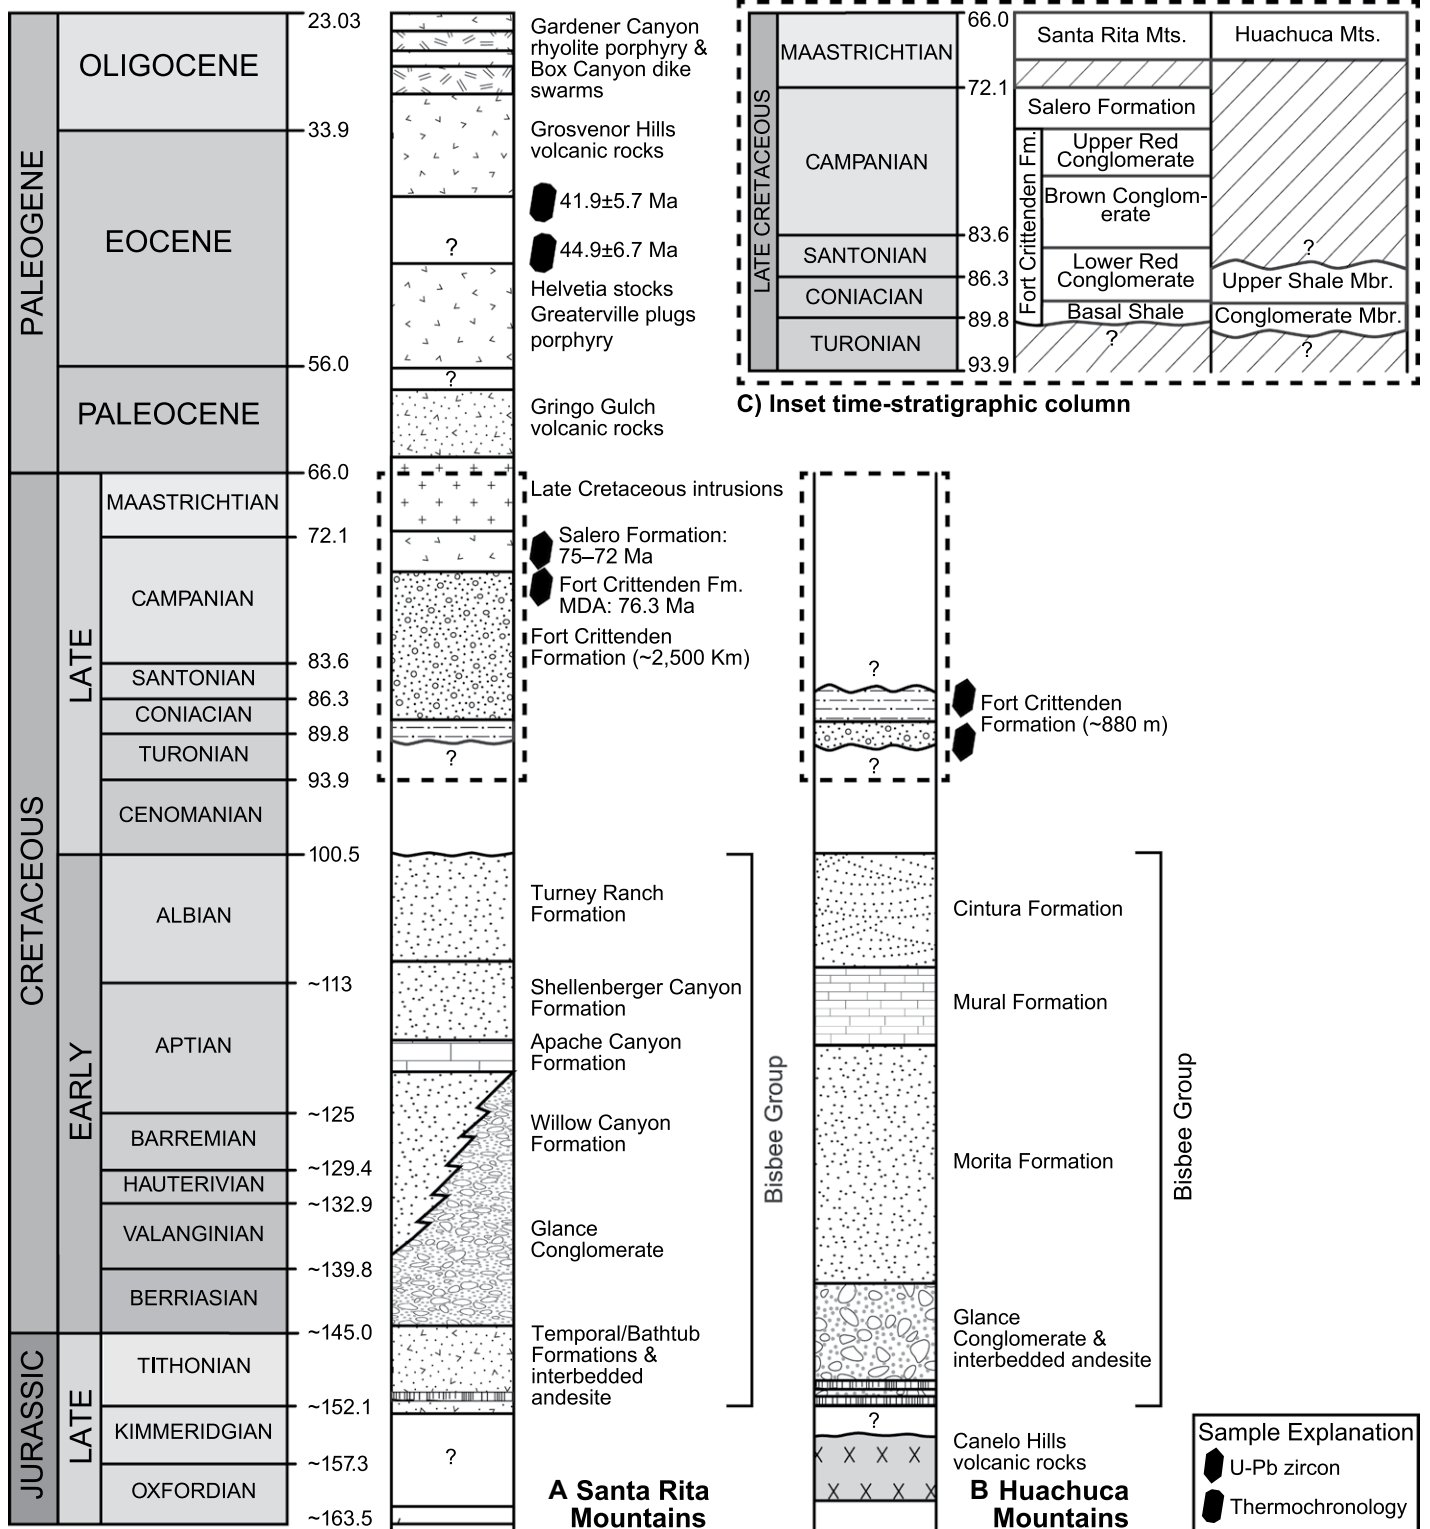 PALEOGENE
OLIGOCENE
EOCENE
PALEOCENE
CRETACEOUS
LATE
MAASTRICHTIAN
CAMPANIAN
SANTONIAN
CONIACIAN
TURONIAN
CENOMANIAN
EARLY
ALBIAN
APTIAN
BARREMIAN
HAUTERIVIAN
VALANGINIAN
BERRIASIAN
JURASSIC
LATE
TITHONIAN
KIMMERIDGIAN
OXFORDIAN
23.03
33.9
56.0
66.0
72.1
83.6
86.3
89.8
93.9
100.5
~113
~125
~129.4
~132.9
~139.8
~145.0
~152.1
~157.3
~163.5
Gardener Canyon
rhyolite porphyry &
Box Canyon dike
swarms
Grosvenor Hills
volcanic rocks
41.9±5.7 Ma
?
44.9±6.7 Ma
Helvetia stocks
Greaterville plugs
porphyry
?
Gringo Gulch
volcanic rocks
Late Cretaceous intrusions
Salero Formation:
75–72 Ma
Fort Crittenden Fm.
MDA: 76.3 Ma
Fort Crittenden
Formation (~2,500 Km)
?
Turney Ranch
Formation
Shellenberger Canyon
Formation
Apache Canyon
Formation
Willow Canyon
Formation
Glance
Conglomerate
Temporal/Bathtub
Formations &
interbedded
andesite
?
Bisbee Group
A Santa Rita
Mountains
?
Fort Crittenden
Formation (~880 m)
?
Cintura Formation
Mural Formation
Morita Formation
Glance
Conglomerate &
interbedded andesite
?
Canelo Hills
volcanic rocks
Bisbee Group
B Huachuca
Mountains
LATE CRETACEOUS
MAASTRICHTIAN
CAMPANIAN
SANTONIAN
CONIACIAN
TURONIAN
66.0
72.1
83.6
86.3
89.8
93.9
Santa Rita Mts.
Salero Formation
Fort Crittenden Fm.
Upper Red
Conglomerate
Brown Conglom-
erate
Lower Red
Conglomerate
Basal Shale
?
Huachuca Mts.
?
Upper Shale Mbr.
Conglomerate Mbr.
?
C) Inset time-stratigraphic column
Sample Explanation
U-Pb zircon
Thermochronology